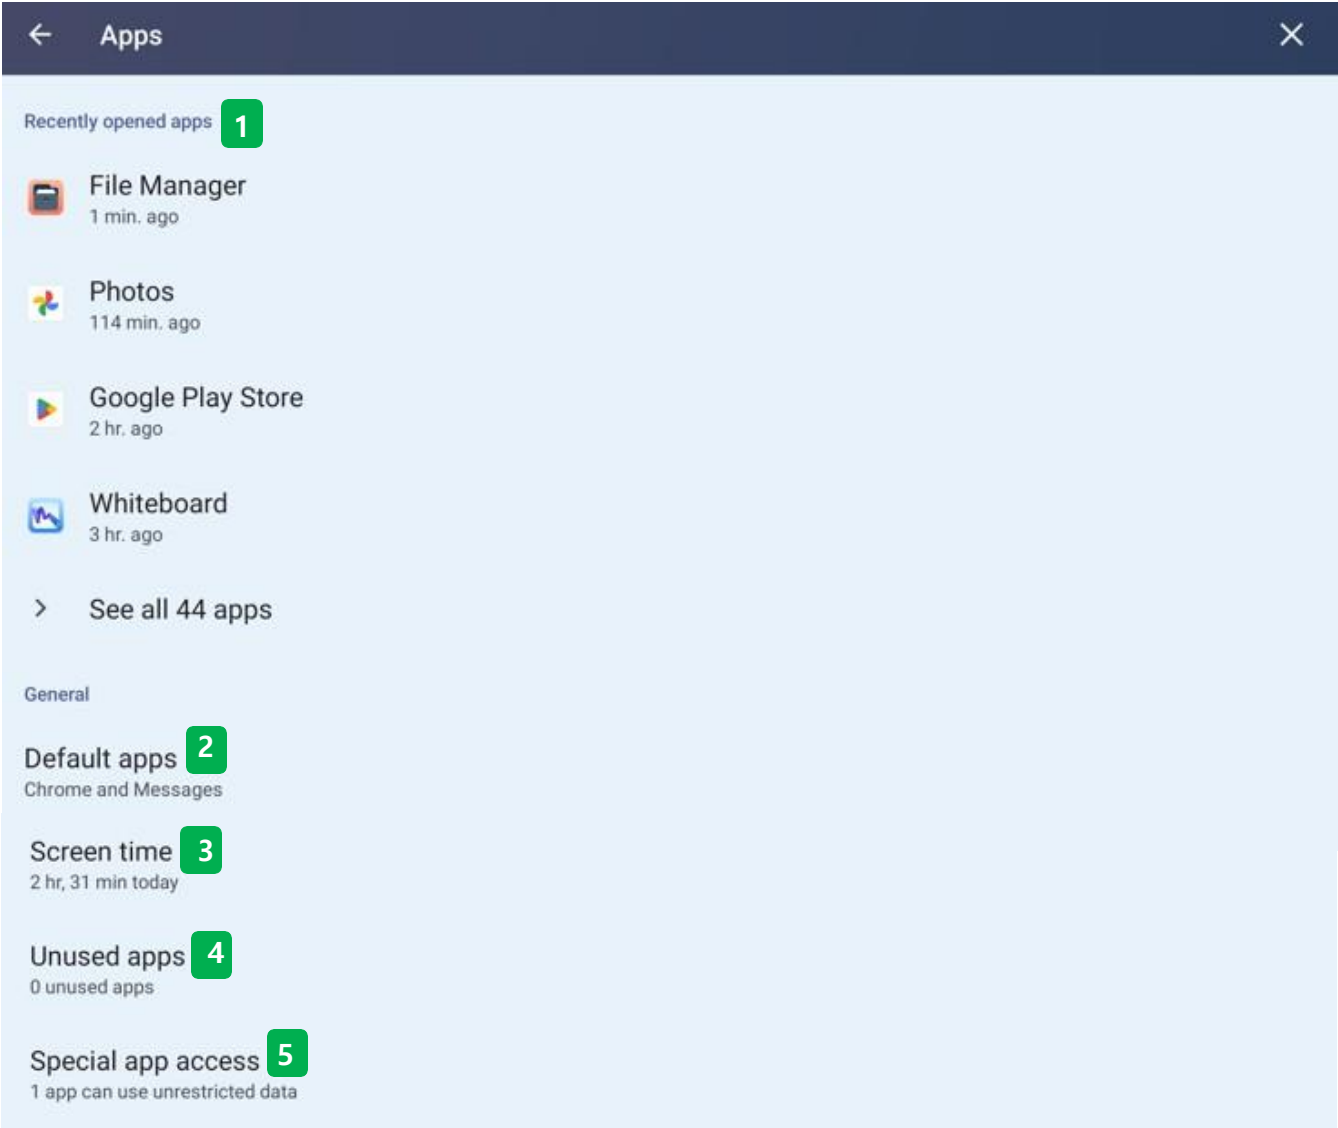 Apps
Recently opened apps 1
File Manager
1 min. ago
Photos
114 min. ago
Google Play Store
2 hr. ago
Whiteboard
3 hr. ago
See all 44 apps
General
Default apps 2
Chrome and Messages
Screen time 3
2 hr, 31 min today
Unused apps 4
0 unused apps
Special app access 5
1 app can use unrestricted data